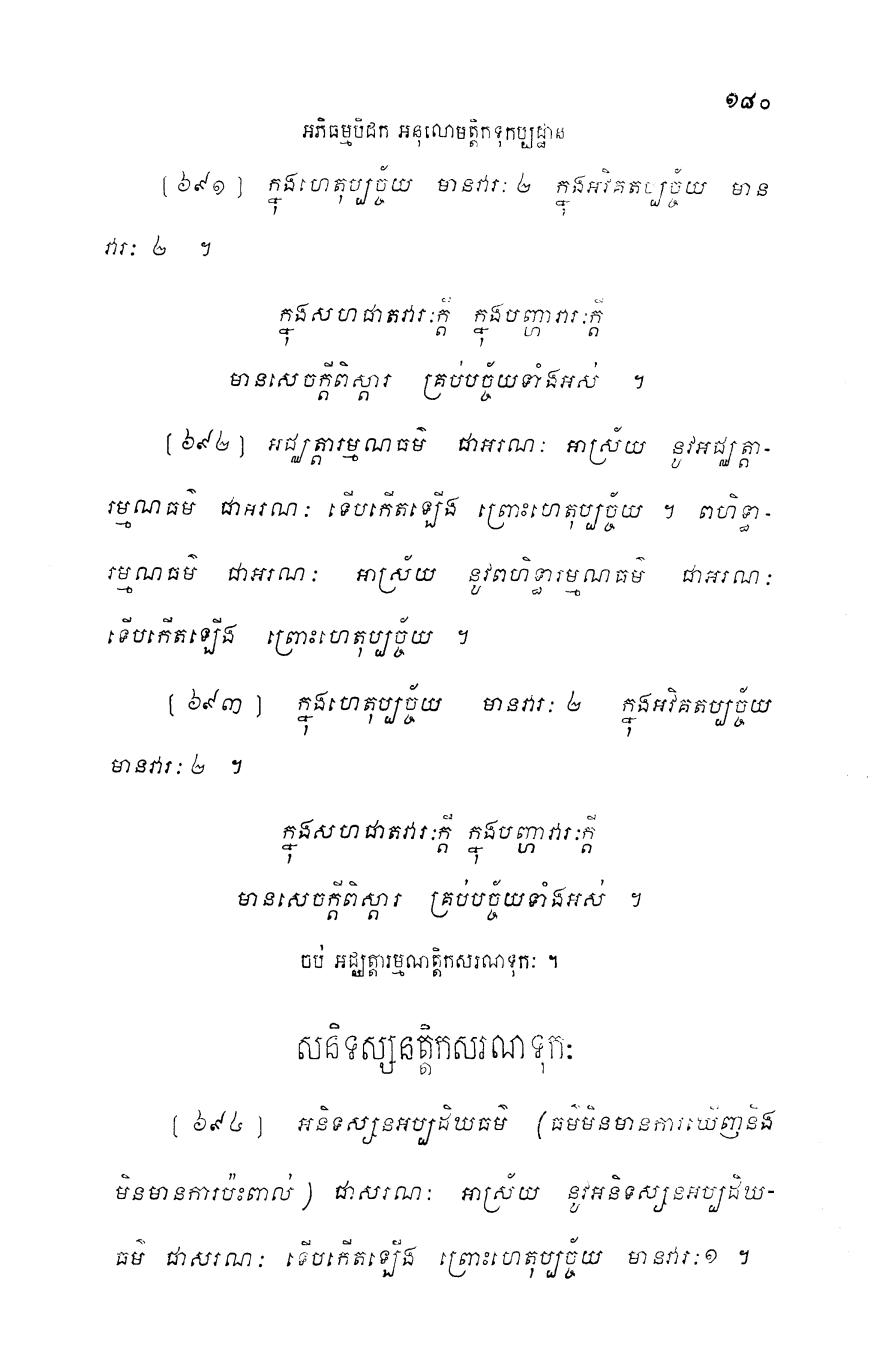 ១៨០
អភិធម្មបិដក អនុលោមត្តិកទុកប្បដ្ឋាន
[ ៦៩១ ] ក្នុងហេតុប្បច្ច័យ មានវារៈ ២ ក្នុងអវិគតប្បច្ច័យ មាន
វារៈ ២ ។
ក្នុងសហជាតវារៈក្តី ក្នុងបញ្ហាវារៈក្តី
មានសេចក្តីពិស្តារ គ្រប់បច្ច័យទាំងអស់ ។
[ ៦៩២ ] អជ្ឈត្តារម្មណធម៌ ជាអរណៈ អាស្រ័យ នូវអជ្ឈត្តា-
រម្មណធម៌ ជាអរណៈ ទើបកើតឡើង ព្រោះហេតុប្បច្ច័យ ។ ពហិទ្ធា-
រម្មណធម៌ ជាអរណៈ អាស្រ័យ នូវពហិទ្ធារម្មណធម៌ ជាអរណៈ
ទើបកើតឡើង ព្រោះហេតុប្បច្ច័យ ។
[ ៦៩៣ ] ក្នុងហេតុប្បច្ច័យ មានវារៈ ២ ក្នុងអវិគតប្បច្ច័យ
មានវារៈ ២ ។
ក្នុងសហជាតវារៈក្តី ក្នុងបញ្ហាវារៈក្តី
មានសេចក្តីពិស្តារ គ្រប់បច្ច័យទាំងអស់ ។
ចប់ អជ្ឈត្តារម្មណត្តិកសរណទុកៈ ។
សនិទស្សនត្តិកសរណទុកៈ
[ ៦៩៤ ] អនិទស្សនអប្បដិឃធម៌ (ធម៌មិនមានការឃើញនិង
មិនមានការប៉ះពាល់ ) ជាសរណៈ អាស្រ័យ នូវអនិទស្សនអប្បដិឃ-
ធម៌ ជាសរណៈ ទើបកើតឡើង ព្រោះហេតុប្បច្ច័យ មានវារៈ១ ។